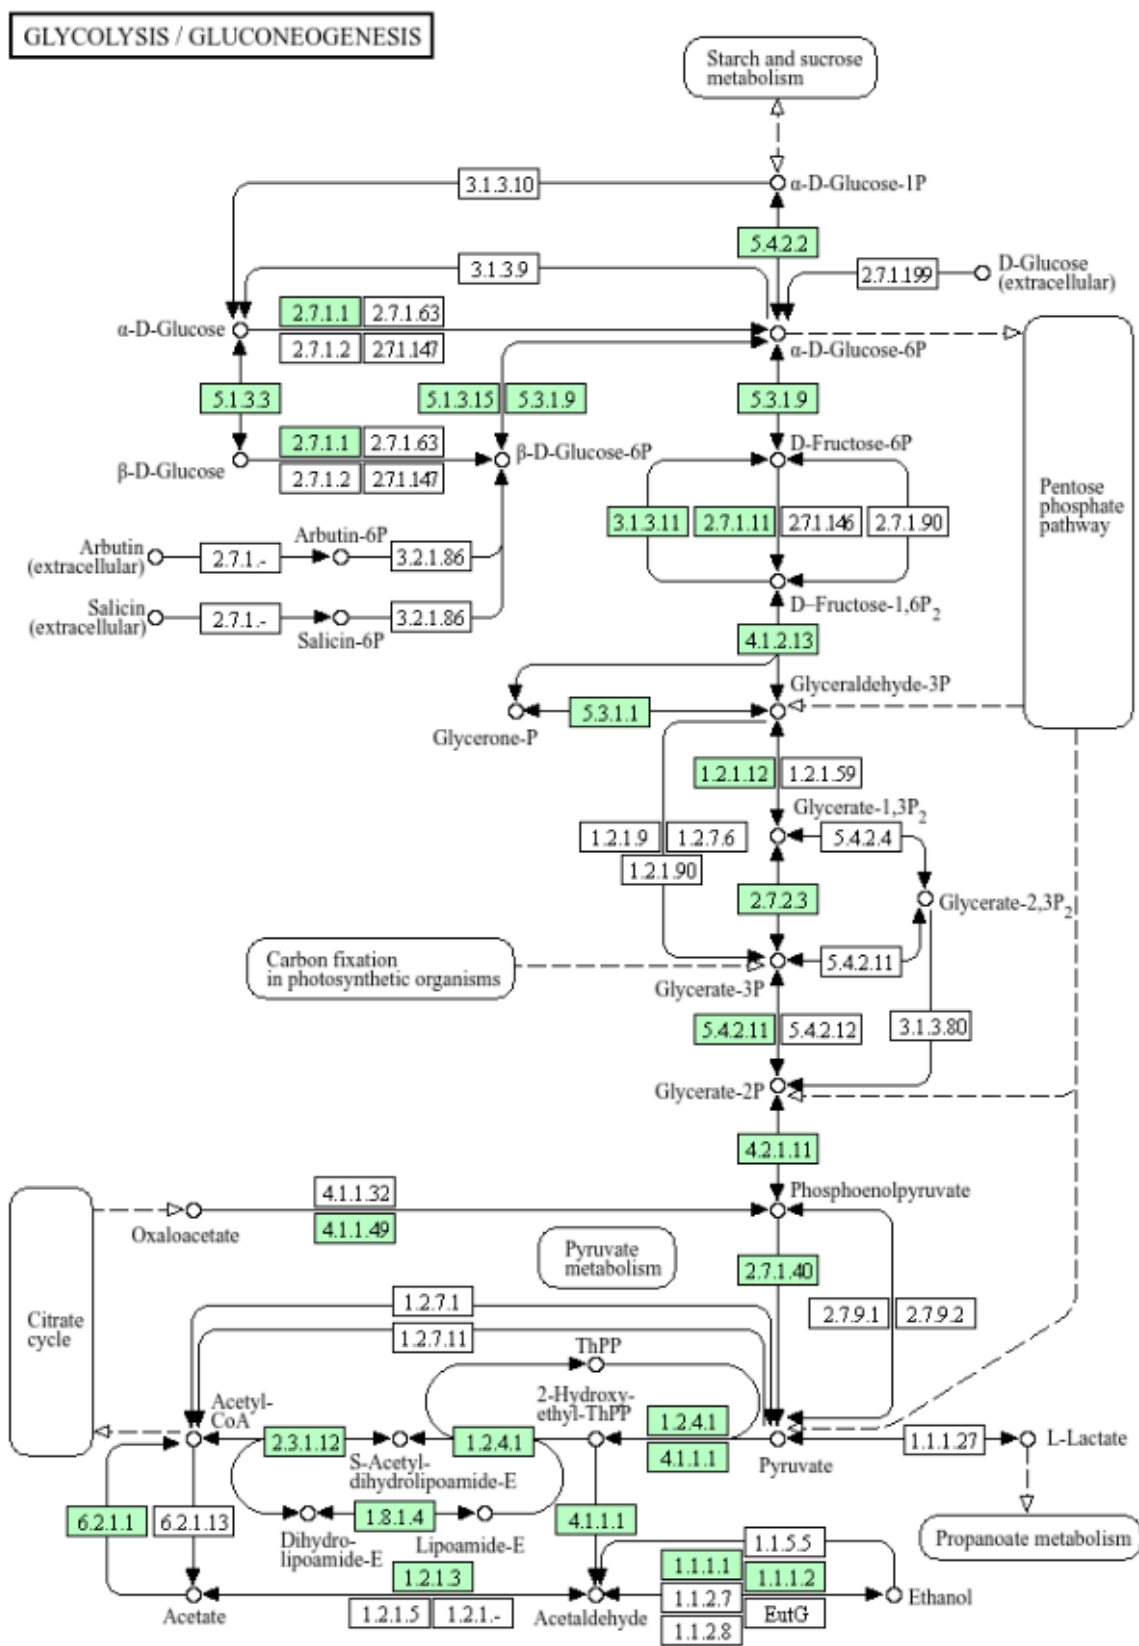 GLYCOLYSIS / GLUCONEOGENESIS
Starch and sucrose
metabolism
3.1.3.10
α-D-Glucose-1P
5.4.2.2
3.1.3.9
2.7.1.199
D-Glucose
(extracellular)
2.7.1.1
2.7.1.63
α-D-Glucose
2.7.1.2
2.7.1.147
α-D-Glucose-6P
5.1.3.3
5.1.3.15
5.3.1.9
5.3.1.9
2.7.1.1
2.7.1.63
D-Fructose-6P
β-D-Glucose
β-D-Glucose-6P
2.7.1.2
2.7.1.147
Pentose
phosphate
pathway
3.1.3.11
2.7.1.11
2.7.1.146
2.7.1.90
Arbutin
(extracellular)
2.7.1.-
Arbutin-6P
3.2.1.86
Salicin
(extracellular)
2.7.1.-
Salicin-6P
3.2.1.86
D-Fructose-1,6P2
4.1.2.13
Glyceraldehyde-3P
5.3.1.1
Glycerone-P
1.2.1.12
1.2.1.59
Glycerate-1,3P2
1.2.1.9
1.2.7.6
5.4.2.4
1.2.1.90
2.7.2.3
Glycerate-2,3P2
Carbon fixation
in photosynthetic organisms
5.4.2.11
Glycerate-3P
5.4.2.11
5.4.2.12
3.1.3.80
Glycerate-2P
4.2.1.11
4.1.1.32
Phosphoenolpyruvate
Oxaloacetate
4.1.1.49
Pyruvate
metabolism
2.7.1.40
Citrate
cycle
1.2.7.1
2.7.9.1
2.7.9.2
1.2.7.11
ThPP
Acetyl-
CoA
2-Hydroxy-
ethyl-ThPP
1.2.4.1
2.3.1.12
1.2.4.1
1.1.1.27
L-Lactate
S-Acetyl-
dihydrolipoamide-E
4.1.1.1
Pyruvate
6.2.1.1
6.2.1.13
1.8.1.4
4.1.1.1
Dihydro-
lipoamide-E
Lipoamide-E
1.1.5.5
Propanoate metabolism
1.2.1.3
1.1.1.1
1.1.1.2
Acetate
1.2.1.5
1.2.1.-
Acetaldehyde
1.1.2.7
Ethanol
EutG
1.1.2.8